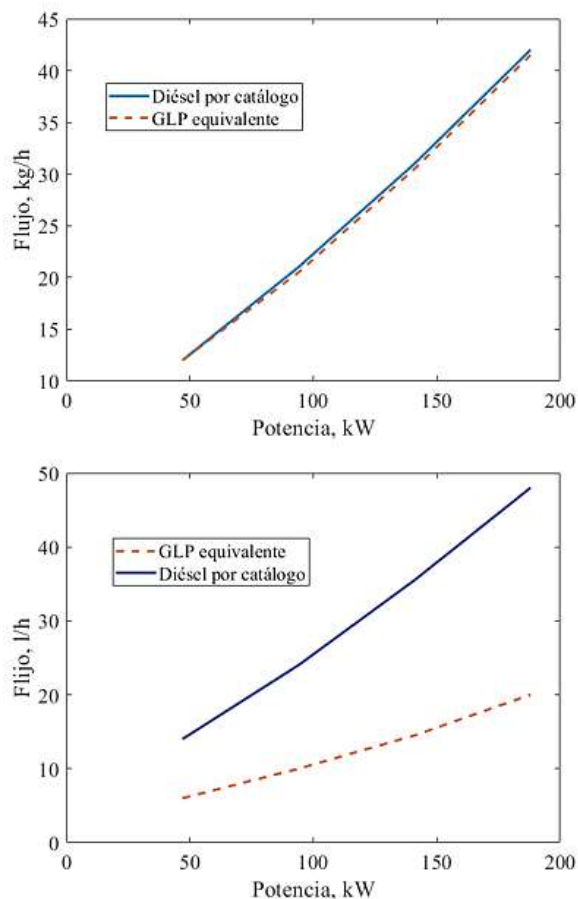 45
40
35
30
25
20
15
10
Flujo, kg/h
Diésel por catálogo
GLP equivalente
0 50 100 150 200
Potencia, kW
50
40
30
20
10
0
Flijo, l/h
GLP equivalente
Diésel por catálogo
0 50 100 150 200
Potencia, kW